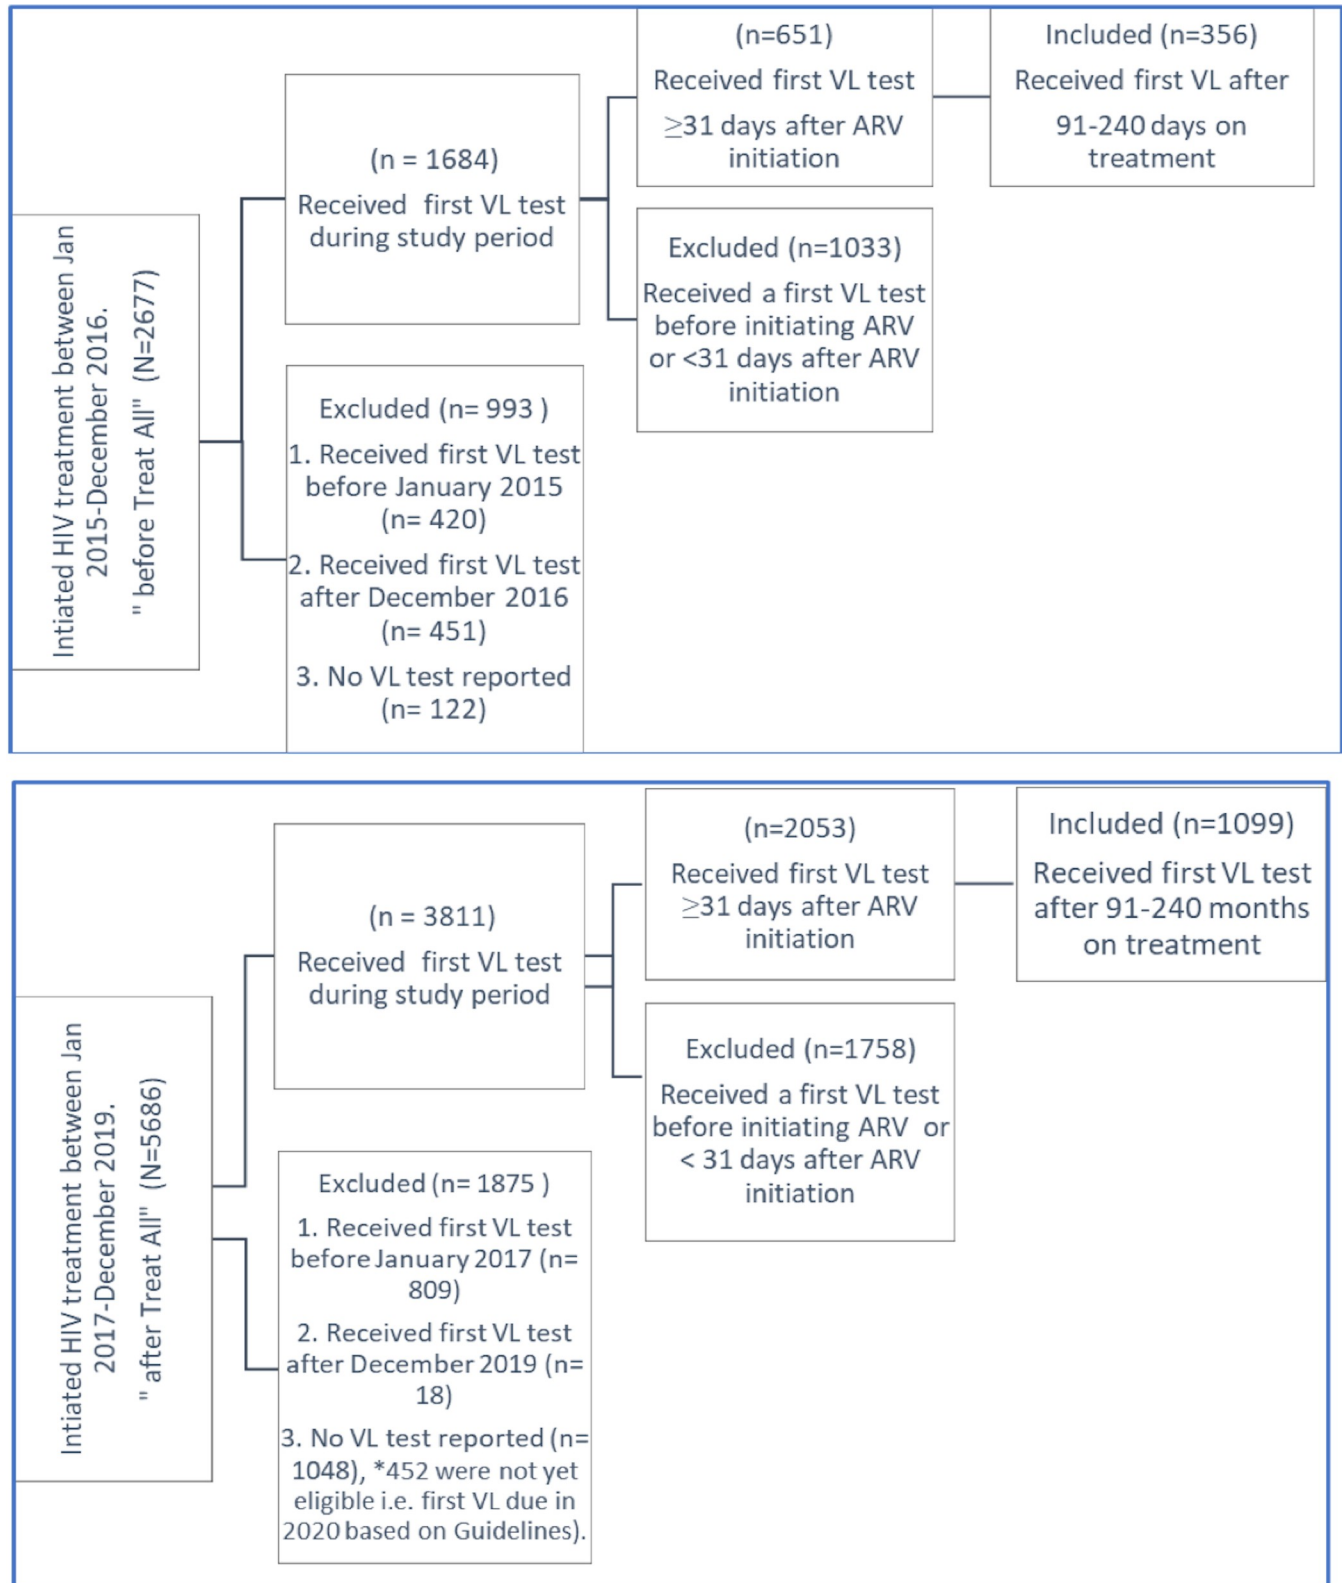 Intiated HIV treatment between Jan
2015-December 2016.
" before Treat All"  (N=2677)
(n = 1684)
Received  first VL test
during study period
Excluded (n= 993 )
1. Received first VL test
before January 2015
(n= 420)
2. Received first VL test
after December 2016
(n= 451)
3. No VL test reported
(n= 122)
(n=651)
Received first VL test
≥31 days after ARV
initiation
Excluded (n=1033)
Received a first VL test
before initiating ARV
or <31 days after ARV
initiation
Included (n=356)
Received first VL after
91-240 days on
treatment
Intiated HIV treatment between Jan
2017-December 2019.
" after Treat All"  (N=5686)
(n = 3811)
Received  first VL test
during study period
Excluded (n= 1875 )
1. Received first VL test
before January 2017 (n=
809)
2. Received first VL test
after December 2019 (n=
18)
3. No VL test reported (n=
1048), *452 were not yet
eligible i.e. first VL due in
2020 based on Guidelines).
(n=2053)
Received first VL test
≥31 days after ARV
initiation
Excluded (n=1758)
Received a first VL test
before initiating ARV  or
< 31 days after ARV
initiation
Included (n=1099)
Received first VL test
after 91-240 months
on treatment